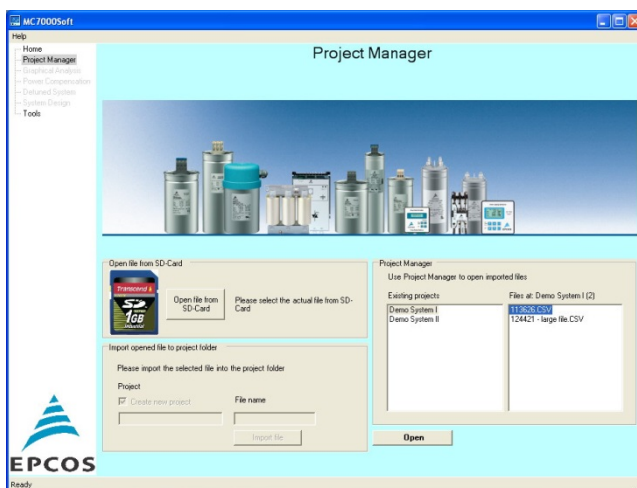 MC7000Soft
Help
Home
Project Manager
Graphical Analysis
Power Compensation
Detuned System
System Design
Tools
Project Manager
Open file from SD-Card
Transcend
SD
1GB
Industrial
Open file from
SD-Card
Please select the actual file from SD-
Card
Import opened file to project folder
Please import the selected file into the project folder
Project
Create new project
File name
Import file
Project Manager
Use Project Manager to open imported files
Existing projects
Files at: Demo System I (2)
Demo System I
Demo System II
113626.CSV
124421 - large file.CSV
Open
EPCOS
Ready